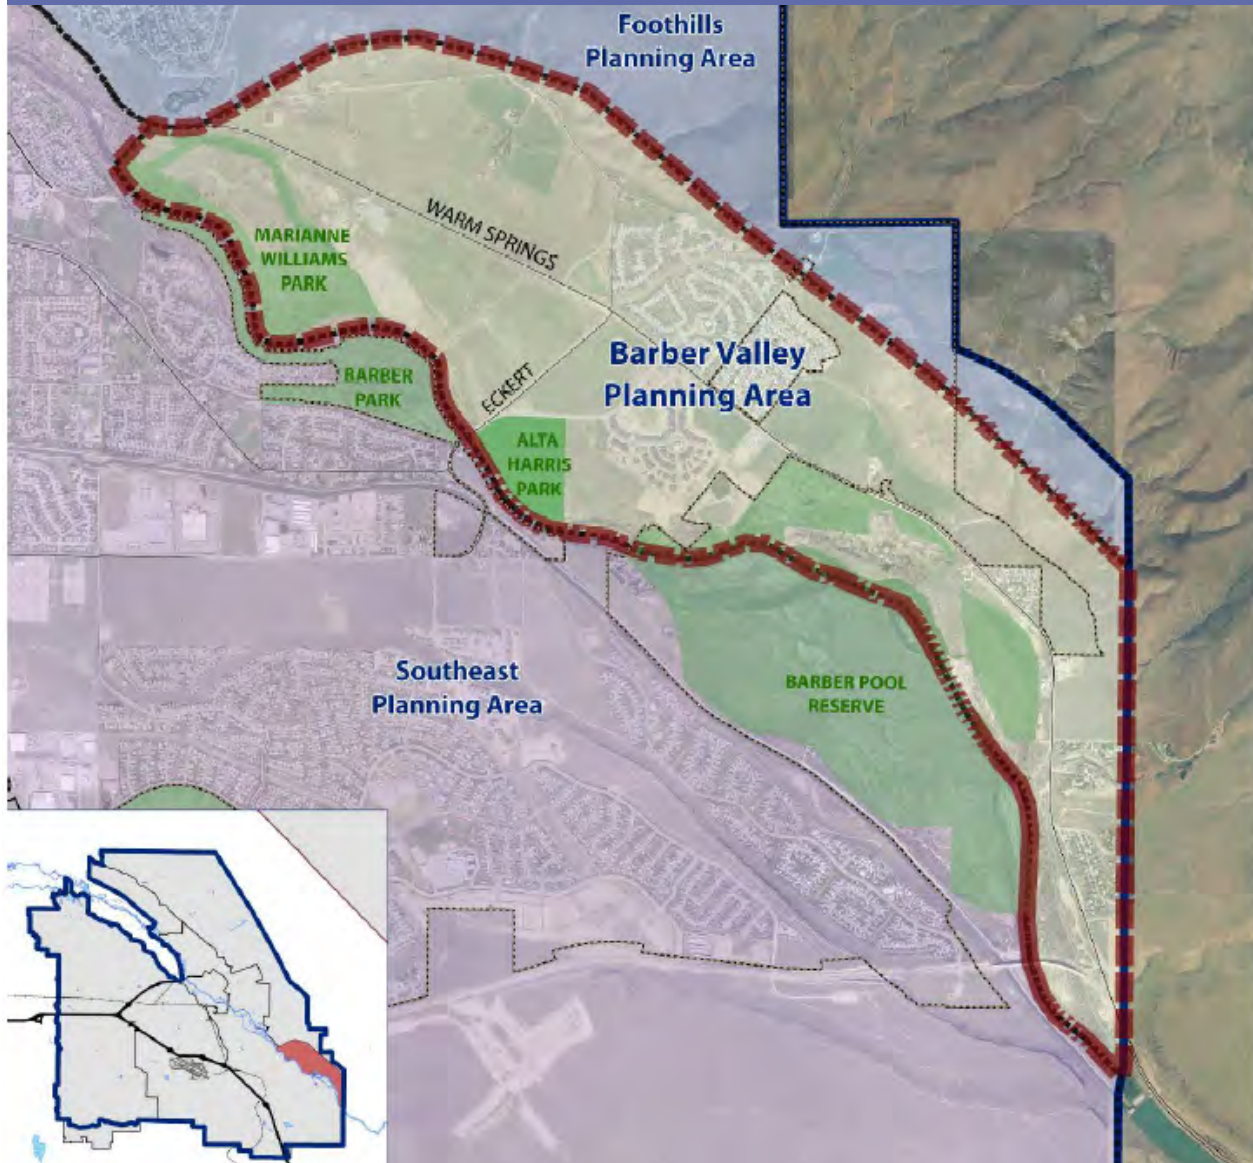 Foothills
Planning Area
WARM SPRINGS
MARIANNE
WILLIAMS
PARK
Barber Valley
Planning Area
BARBER
PARK
ECKERT
ALTA
HARRIS
PARK
Southeast
Planning Area
BARBER POOL
RESERVE